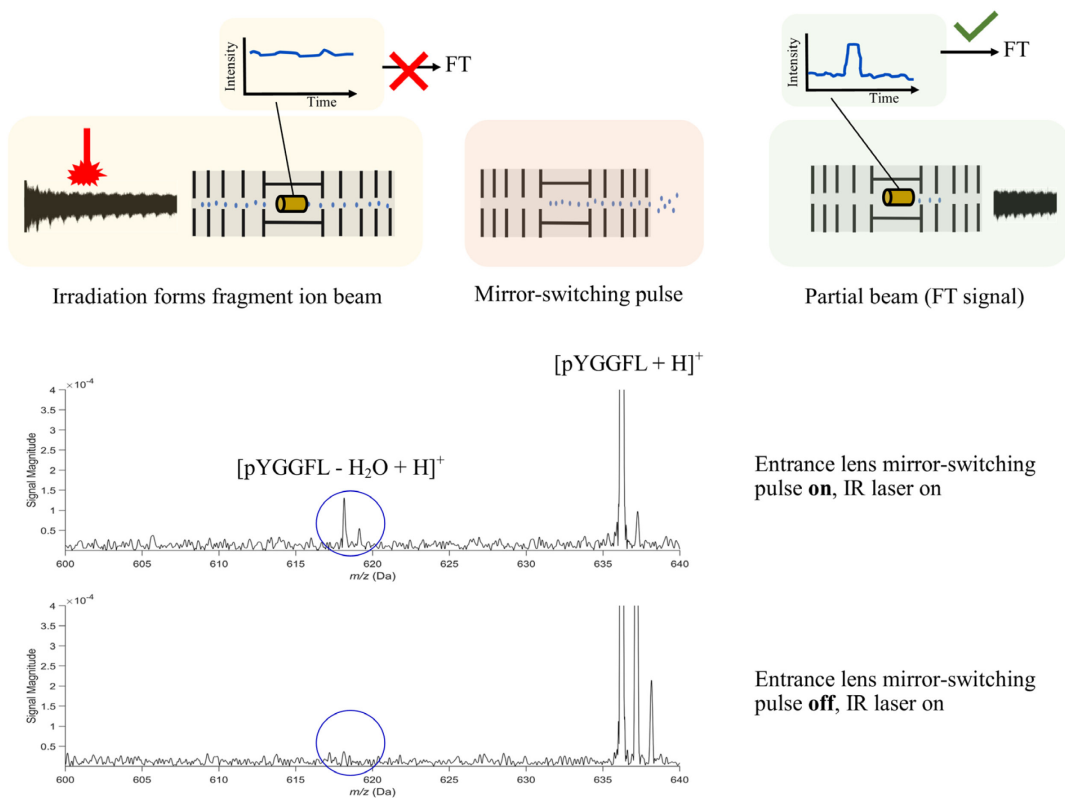 Intensity
Time
FT
Intensity
Time
FT
Irradiation forms fragment ion beam
Mirror-switching pulse
Partial beam (FT signal)
[pYGGFL + H]⁺
×10⁻⁴
4
3.5
3
2.5
2
1.5
1
0.5
Signal Magnitude
[pYGGFL - H₂O + H]⁺
600 605 610 615 620 625 630 635 640
m/z (Da)
Entrance lens mirror-switching
pulse on, IR laser on
×10⁻⁴
4
3.5
3
2.5
2
1.5
1
0.5
Signal Magnitude
600 605 610 615 620 625 630 635 640
m/z (Da)
Entrance lens mirror-switching
pulse off, IR laser on